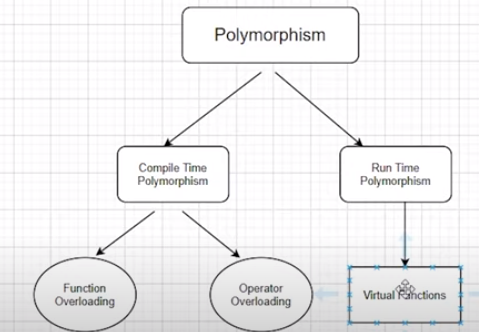 Polymorphism
Compile Time
Polymorphism
Run Time
Polymorphism
Function
Overloading
Operator
Overloading
Virtual Functions